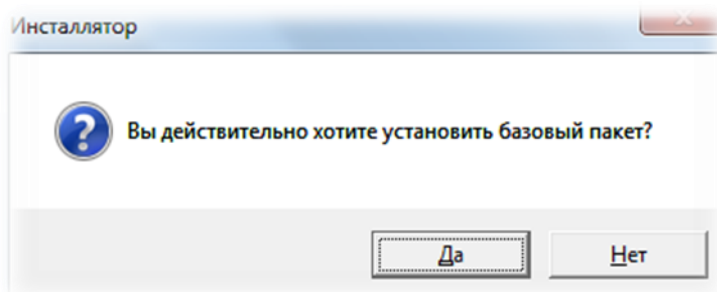 Инсталлятор
Вы действительно хотите установить базовый пакет?
Да Нет